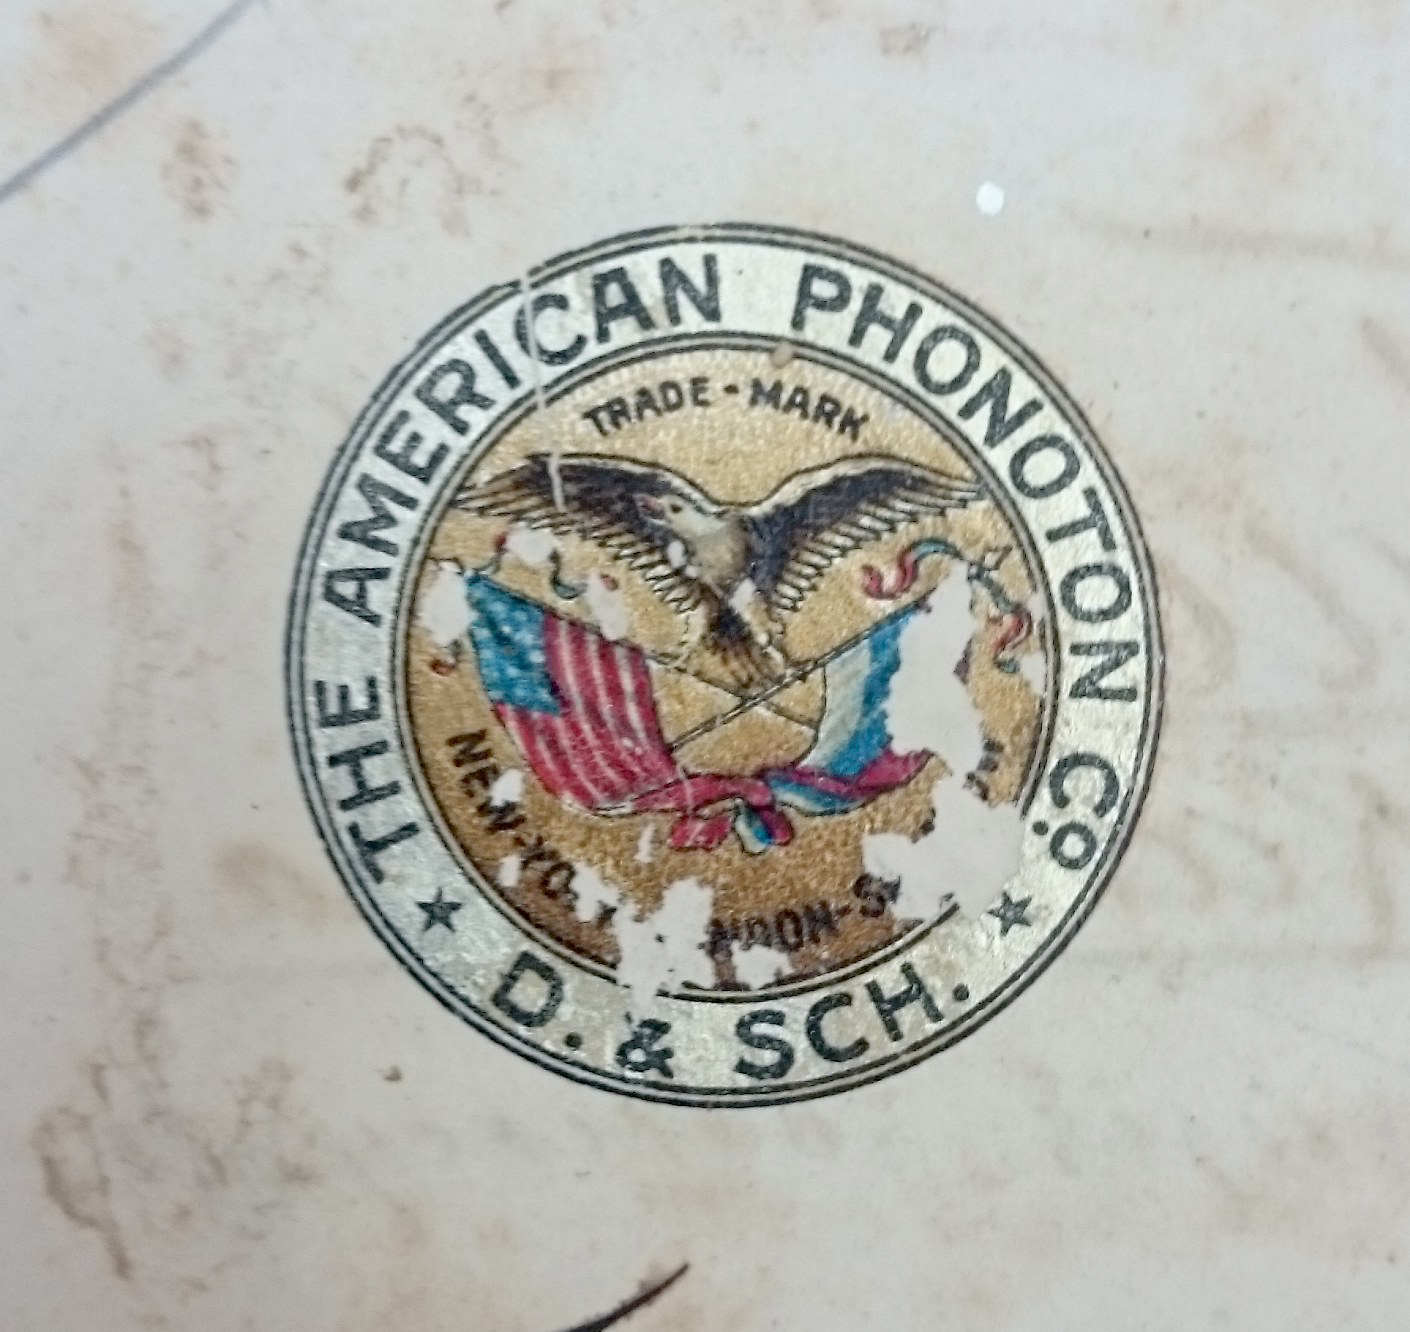 THE AMERICAN PHONOTON Cº
D. & SCH.
TRADE-MARK